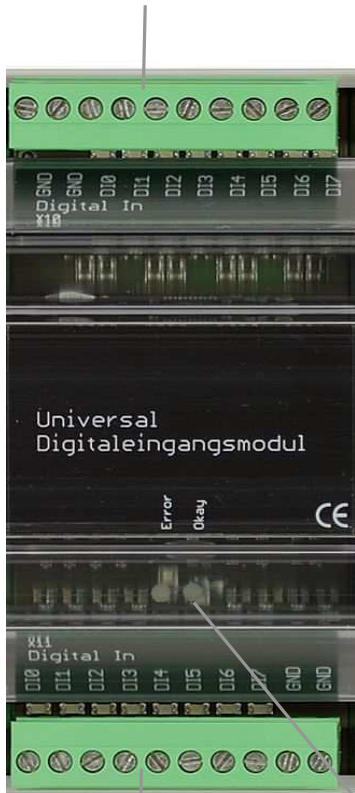 GND GND DI0 DI1 DI2 DI3 DI4 DI5 DI6 DI7
Digital In
X10
Universal
Digitaleingangsmodul
Error
Okay
CE
X11
Digital In
DI0 DI1 DI2 DI3 DI4 DI5 DI6 DI7 GND GND